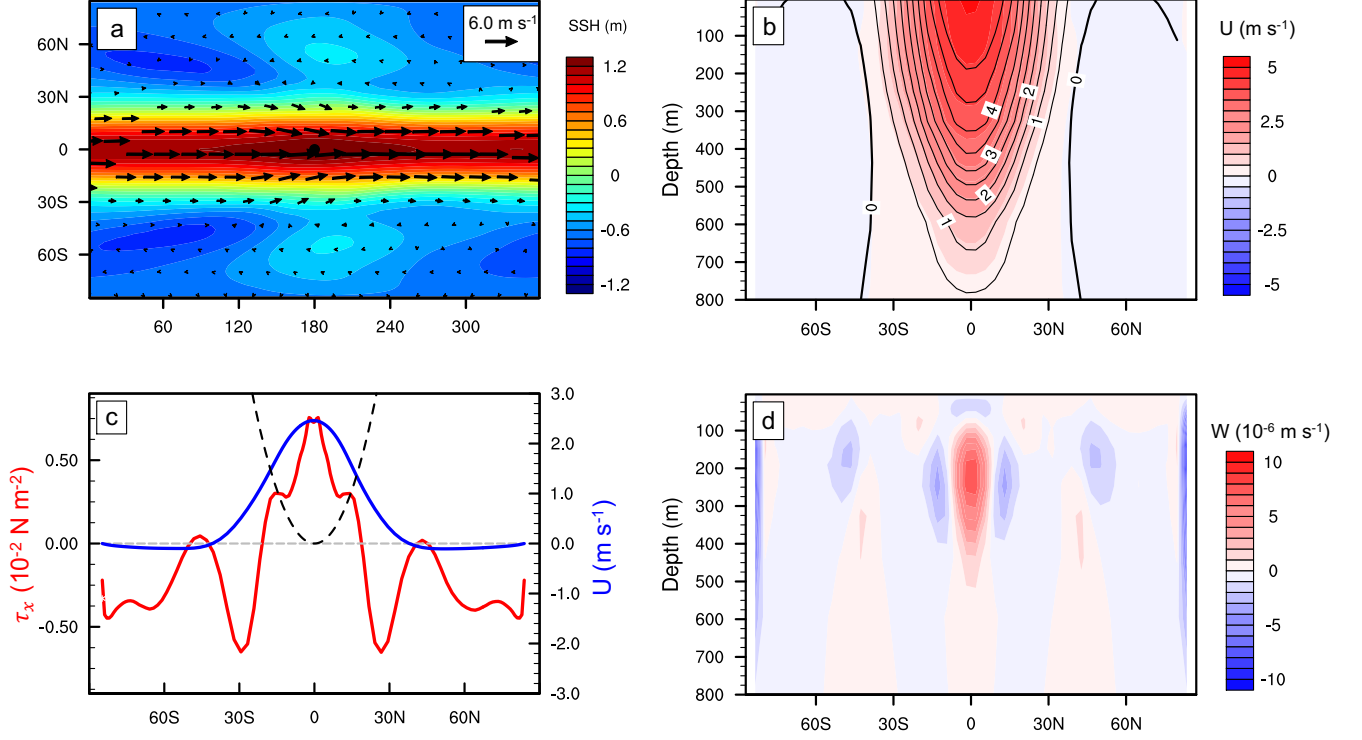 a
6.0 m s-1
SSH (m)
60N
30N
0
30S
60S
60
120
180
240
300
1.2
0.6
0
-0.6
-1.2
b
U (m s-1)
Depth (m)
100
200
300
400
500
600
700
800
60S
30S
0
30N
60N
0
1
2
3
4
2
1
0
5
2.5
0
-2.5
-5
c
τx (10-2 N m-2)
0.50
0.00
-0.50
60S
30S
0
30N
60N
3.0
2.0
1.0
0.0
-1.0
-2.0
-3.0
U (m s-1)
d
W (10-6 m s-1)
Depth (m)
100
200
300
400
500
600
700
800
60S
30S
0
30N
60N
10
5
0
-5
-10